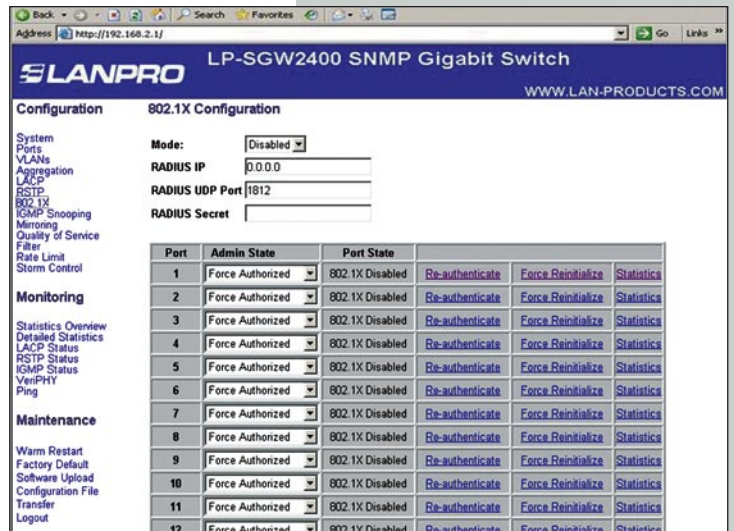 Back Search Favorites
Address http://192.168.2.1/ Go Links »
LANPRO
LP-SGW2400 SNMP Gigabit Switch
WWW.LAN-PRODUCTS.COM
Configuration
System
Ports
VLANs
Aggregation
LACP
RSTP
802.1X
IGMP Snooping
Mirroring
Quality of Service
Filter
Rate Limit
Storm Control
Monitoring
Statistics Overview
Detailed Statistics
LACP Status
RSTP Status
IGMP Status
VeriPHY
Ping
Maintenance
Warm Restart
Factory Default
Software Upload
Configuration File
Transfer
Logout
802.1X Configuration
Mode: Disabled
RADIUS IP 0.0.0.0
RADIUS UDP Port 1812
RADIUS Secret
Port Admin State Port State
1 Force Authorized 802.1X Disabled Re-authenticate Force Reinitialize Statistics
2 Force Authorized 802.1X Disabled Re-authenticate Force Reinitialize Statistics
3 Force Authorized 802.1X Disabled Re-authenticate Force Reinitialize Statistics
4 Force Authorized 802.1X Disabled Re-authenticate Force Reinitialize Statistics
5 Force Authorized 802.1X Disabled Re-authenticate Force Reinitialize Statistics
6 Force Authorized 802.1X Disabled Re-authenticate Force Reinitialize Statistics
7 Force Authorized 802.1X Disabled Re-authenticate Force Reinitialize Statistics
8 Force Authorized 802.1X Disabled Re-authenticate Force Reinitialize Statistics
9 Force Authorized 802.1X Disabled Re-authenticate Force Reinitialize Statistics
10 Force Authorized 802.1X Disabled Re-authenticate Force Reinitialize Statistics
11 Force Authorized 802.1X Disabled Re-authenticate Force Reinitialize Statistics
12 Force Authorized 802.1X Disabled Re-authenticate Force Reinitialize Statistics